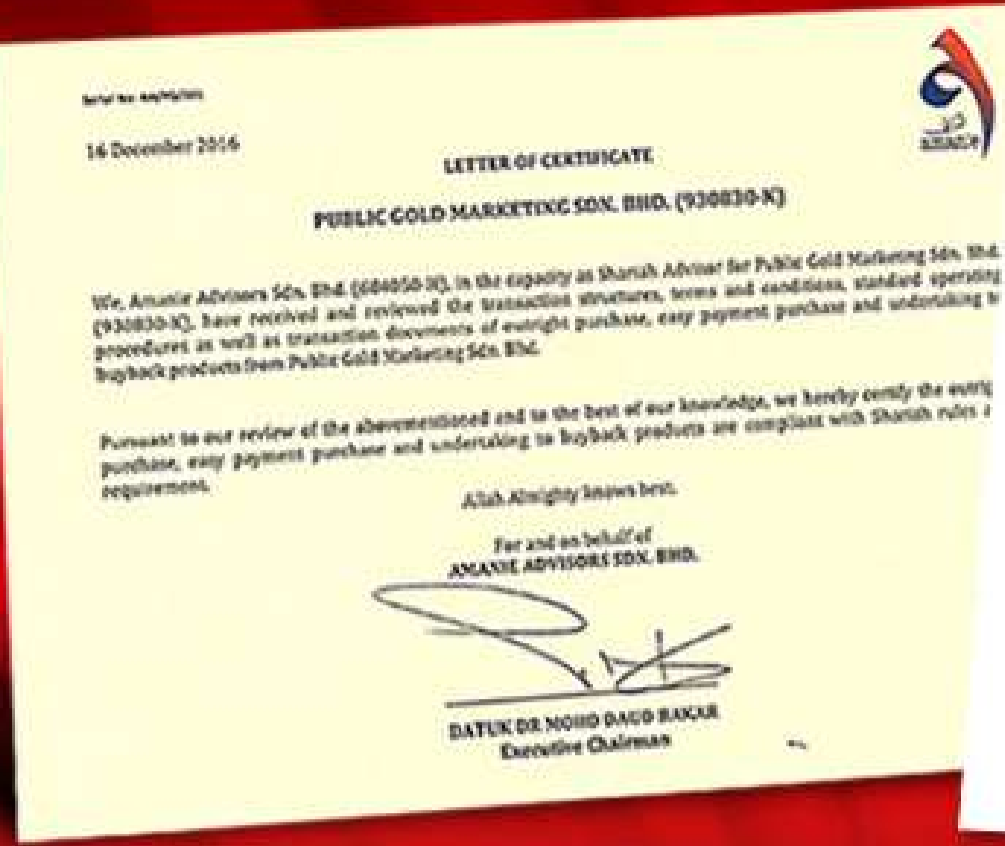 16 December 2016
amanie
LETTER OF CERTIFICATE
PUBLIC GOLD MARKETING SDN. BHD. (930830-X)
We, Amanie Advisors Sdn. Bhd. (684050-X), in the capacity as Shariah Advisor for Public Gold Marketing Sdn. Bhd.
(930830-X), have received and reviewed the transaction structures, terms and conditions, standard operating
procedures as well as transaction documents of outright purchase, easy payment purchase and undertaking to
buyback products from Public Gold Marketing Sdn. Bhd.
Pursuant to our review of the abovementioned and to the best of our knowledge, we hereby certify the outrig
purchase, easy payment purchase and undertaking to buyback products are compliant with Shariah rules a
requirement.
Allah Almighty knows best.
For and on behalf of
AMANIE ADVISORS SDN. BHD.
DATUK DR MOHD DAUD BAKAR
Executive Chairman